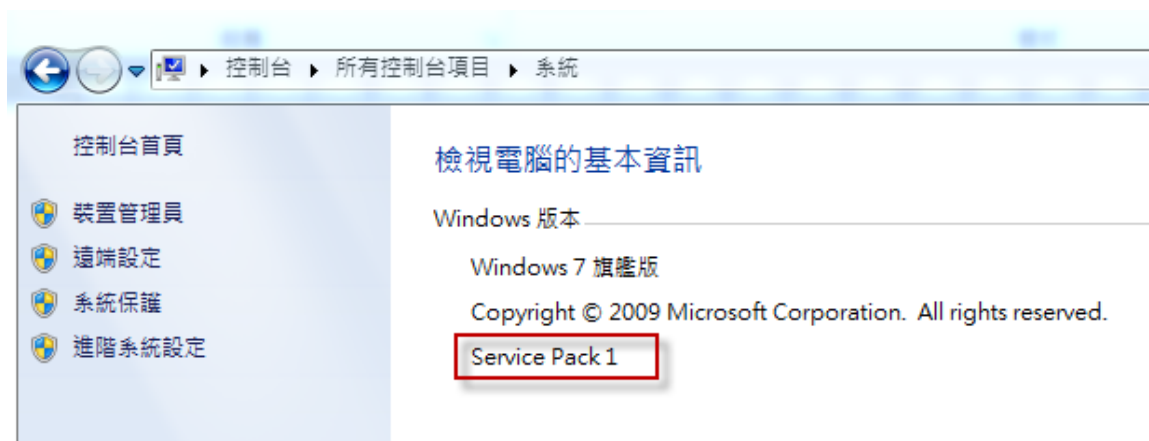 控制台 ▸ 所有控制台項目 ▸ 系統
控制台首頁
裝置管理員
遠端設定
系統保護
進階系統設定
檢視電腦的基本資訊
Windows 版本
Windows 7 旗艦版
Copyright © 2009 Microsoft Corporation. All rights reserved.
Service Pack 1